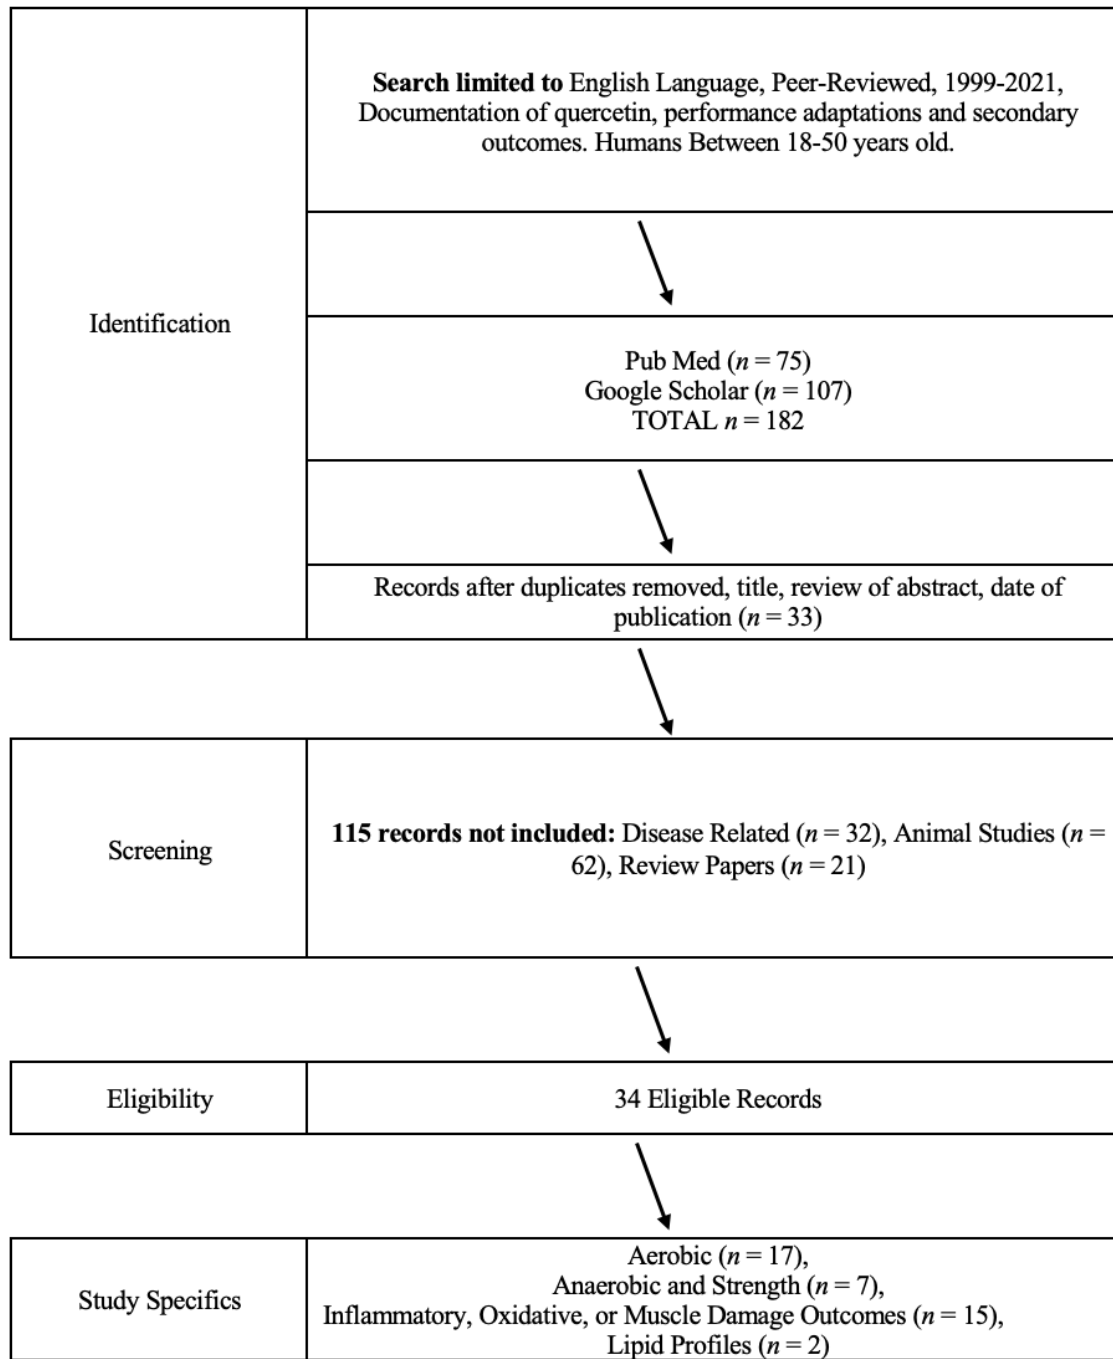 Search limited to English Language, Peer-Reviewed, 1999-2021,
Documentation of quercetin, performance adaptations and secondary
outcomes. Humans Between 18-50 years old.
Identification
Pub Med (n = 75)
Google Scholar (n = 107)
TOTAL n = 182
Records after duplicates removed, title, review of abstract, date of
publication (n = 33)
Screening
115 records not included: Disease Related (n = 32), Animal Studies (n =
62), Review Papers (n = 21)
Eligibility
34 Eligible Records
Study Specifics
Aerobic (n = 17),
Anaerobic and Strength (n = 7),
Inflammatory, Oxidative, or Muscle Damage Outcomes (n = 15),
Lipid Profiles (n = 2)